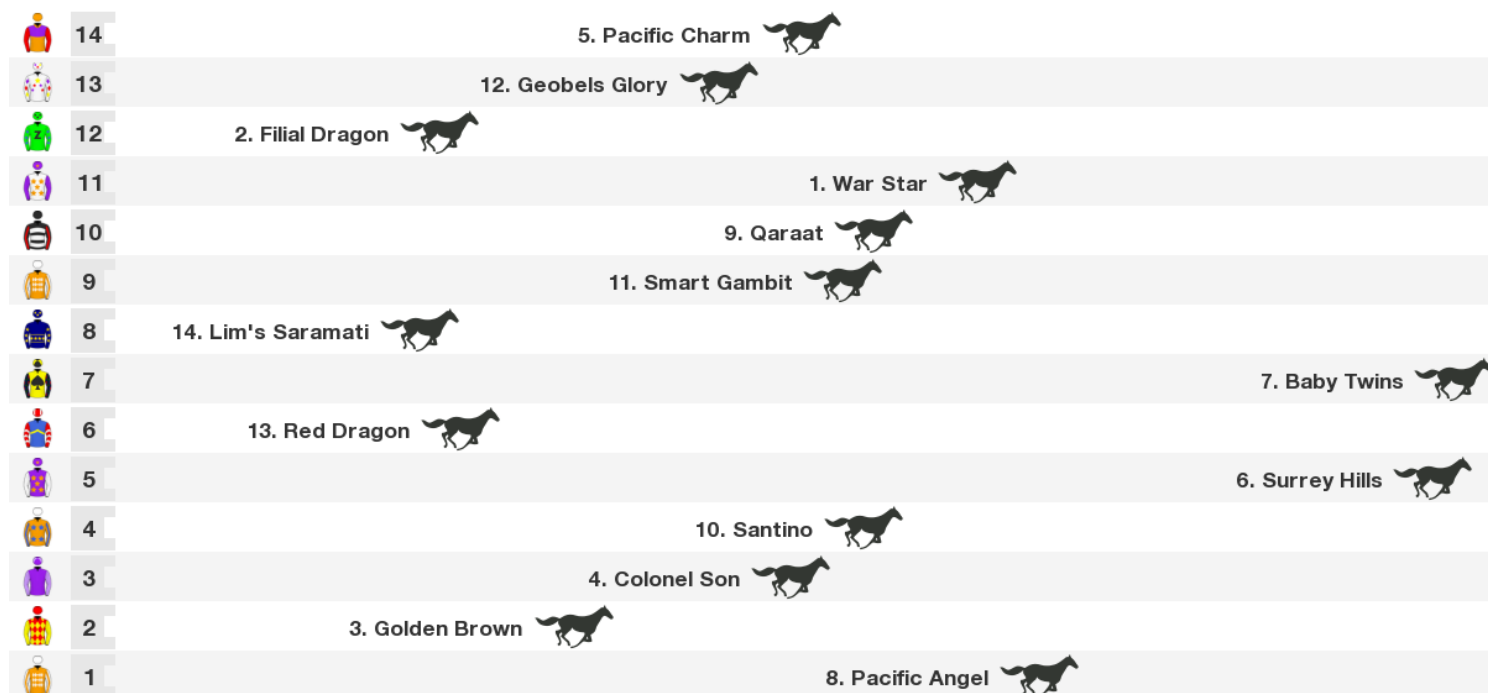 14 5. Pacific Charm
13 12. Geobels Glory
12 Z 2. Filial Dragon
11 1. War Star
10 9. Qaraat
9 11. Smart Gambit
8 14. Lim's Saramati
7 7. Baby Twins
6 13. Red Dragon
5 6. Surrey Hills
4 10. Santino
3 4. Colonel Son
2 3. Golden Brown
1 8. Pacific Angel